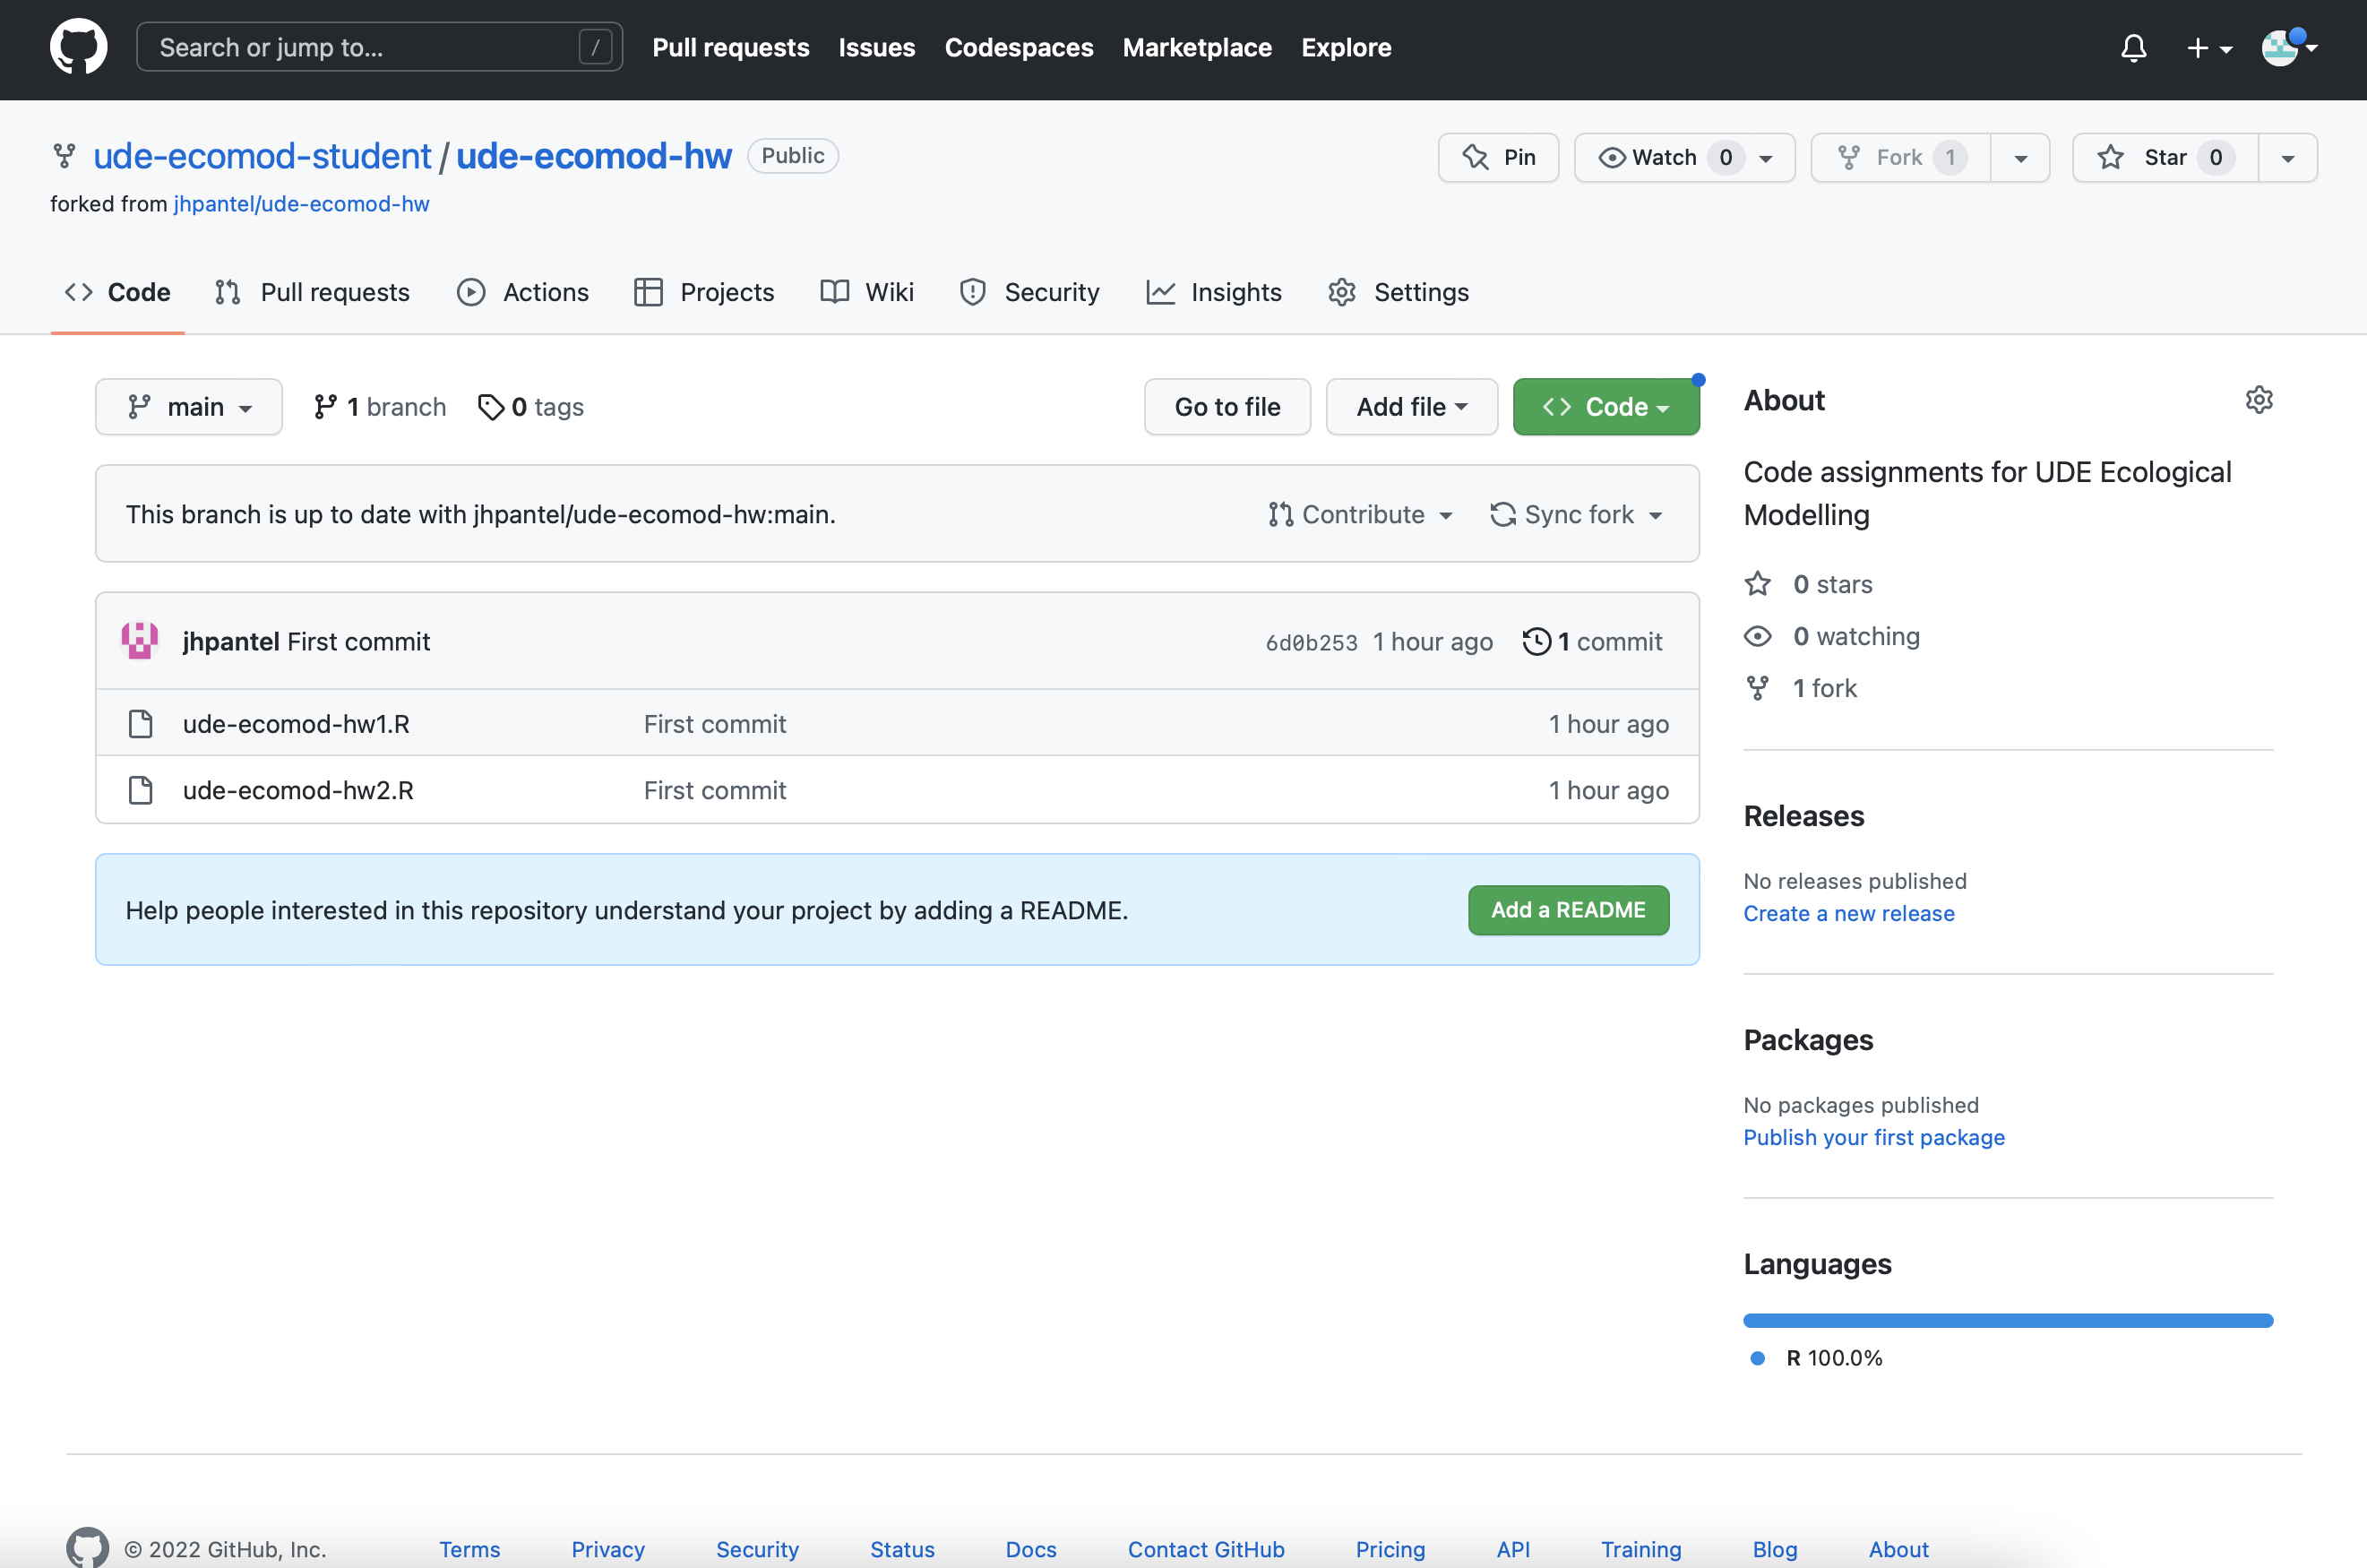 Search or jump to... /
Pull requests Issues Codespaces Marketplace Explore
ude-ecomod-student / ude-ecomod-hw Public
Pin Watch 0 Fork 1 Star 0
forked from jhpantel/ude-ecomod-hw
Code Pull requests Actions Projects Wiki Security Insights Settings
main 1 branch 0 tags Go to file Add file Code
This branch is up to date with jhpantel/ude-ecomod-hw:main. Contribute Sync fork
jhpantel First commit 6d0b253 1 hour ago 1 commit
ude-ecomod-hw1.R First commit 1 hour ago
ude-ecomod-hw2.R First commit 1 hour ago
Help people interested in this repository understand your project by adding a README. Add a README
About
Code assignments for UDE Ecological
Modelling
0 stars
0 watching
1 fork
Releases
No releases published
Create a new release
Packages
No packages published
Publish your first package
Languages
R 100.0%
© 2022 GitHub, Inc. Terms Privacy Security Status Docs Contact GitHub Pricing API Training Blog About